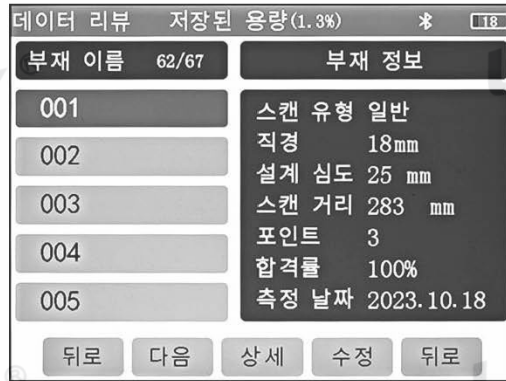 데이터 리뷰 저장된 용량(1.3%) 18
부재 이름 62/67
001
002
003
004
005
부재 정보
스캔 유형 일반
직경 18mm
설계 심도 25 mm
스캔 거리 283 mm
포인트 3
합격률 100%
측정 날짜 2023.10.18
뒤로 다음 상세 수정 뒤로